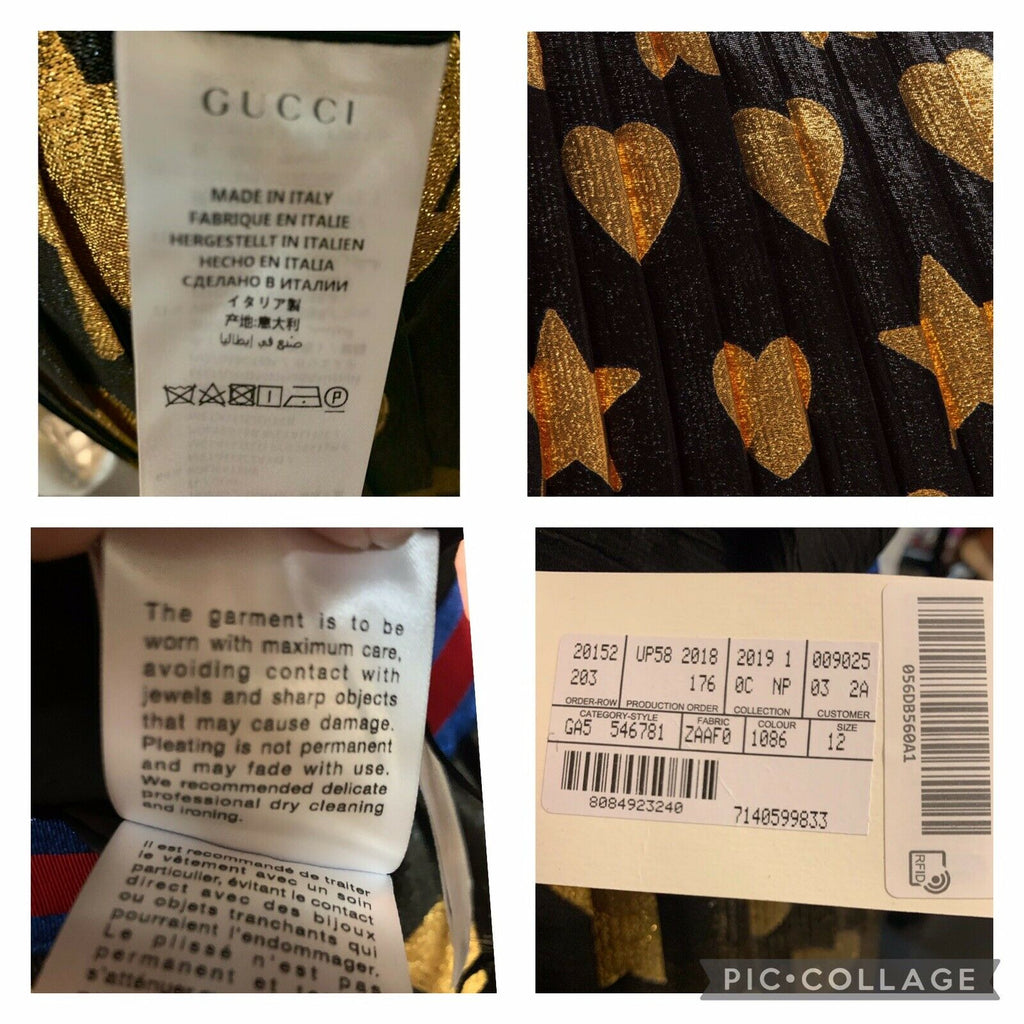 GUCCI
MADE IN ITALY
FABRIQUE EN ITALIE
HERGESTELLT IN ITALIEN
HECHO EN ITALIA
СДЕЛАНО В ИТАЛИИ
イタリア製
产地:意大利
صنع في إيطاليا
P
The garment is to be
worn with maximum care,
avoiding contact with
jewels and sharp objects
that may cause damage.
Pleating is not permanent
and may fade with use.
We recommended delicate
professional dry cleaning
and ironing.
Il est recommandé de traiter
le vêtement avec un soin
particulier, évitant le contact
direct avec des bijoux
ou objets tranchants qui
pourraient l'endommager.
Le plissé n'est pas
permanent et
s'atténuer
20152 UP58 2018 2019 1 009025
203 176 0C NP 03 2A
ORDER-ROW PRODUCTION ORDER COLLECTION CUSTOMER
CATEGORY-STYLE FABRIC COLOUR SIZE
GA5 546781 ZAAF0 1086 12
8084923240 7140599833
056DB560A1
RFID
PIC•COLLAGE